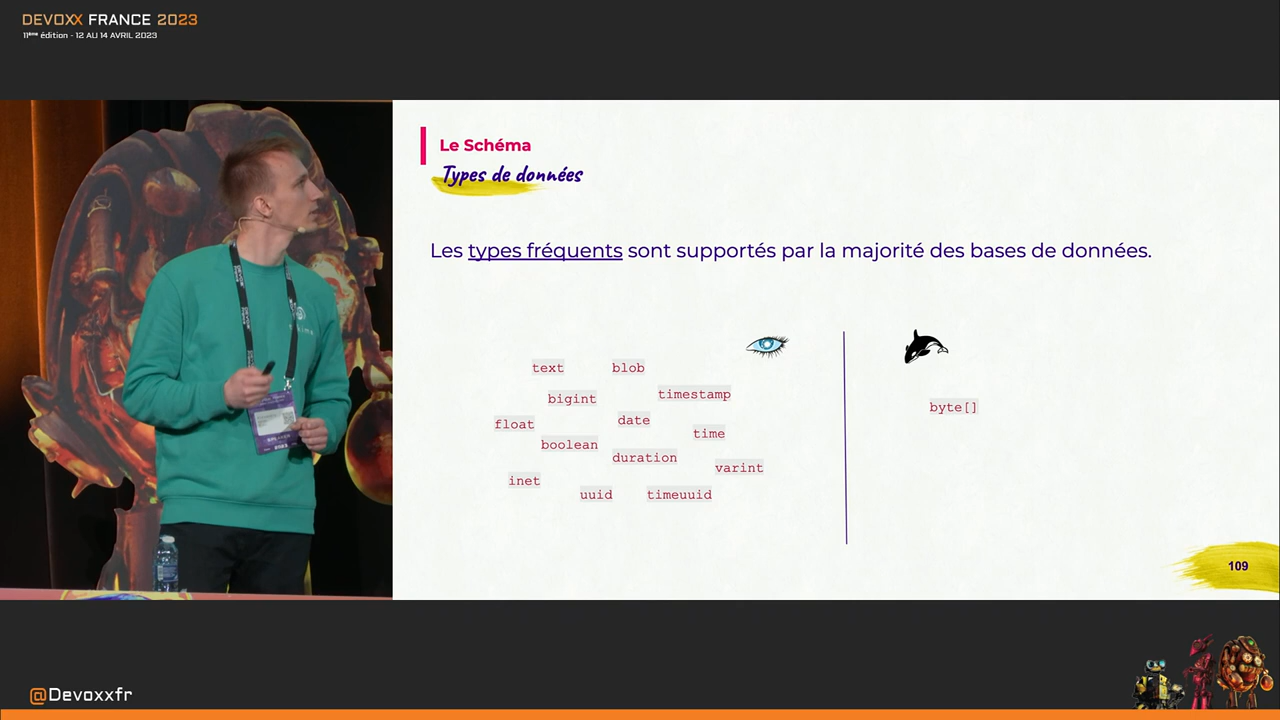 DEVOXX FRANCE 2023
11ème édition - 12 AU 14 AVRIL 2023
Le Schéma
Types de données
Les types fréquents sont supportés par la majorité des bases de données.
text blob
bigint timestamp
float date
boolean time
duration varint
inet
uuid timeuuid
byte[]
109
SPEAKER
@Devoxxfr